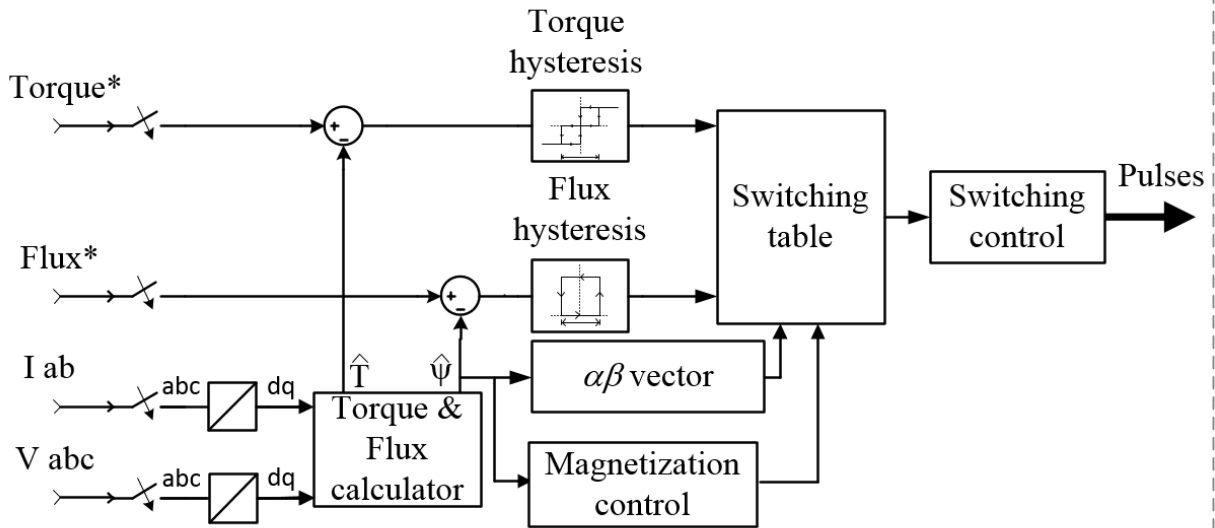 Torque
hysteresis
Torque*
+
-
Flux
hysteresis
Switching
table
Switching
control
Pulses
Flux*
+
-
I ab
abc
dq
T̂
ψ̂
αβ vector
Torque &
Flux
calculator
V abc
abc
dq
Magnetization
control